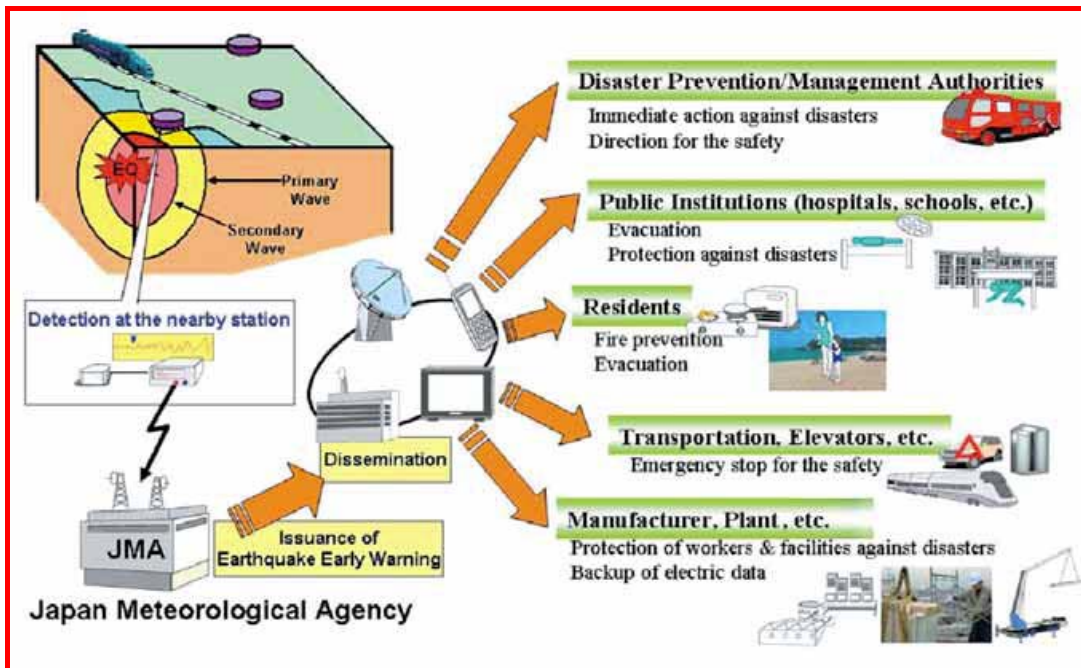 EQ
Primary
Wave
Secondary
Wave
Detection at the nearby station
JMA
Japan Meteorological Agency
Issuance of
Earthquake Early Warning
Dissemination
Disaster Prevention/Management Authorities
Immediate action against disasters
Direction for the safety
Public Institutions (hospitals, schools, etc.)
Evacuation
Protection against disasters
Residents
Fire prevention
Evacuation
Transportation, Elevators, etc.
Emergency stop for the safety
Manufacturer, Plant, etc.
Protection of workers & facilities against disasters
Backup of electric data